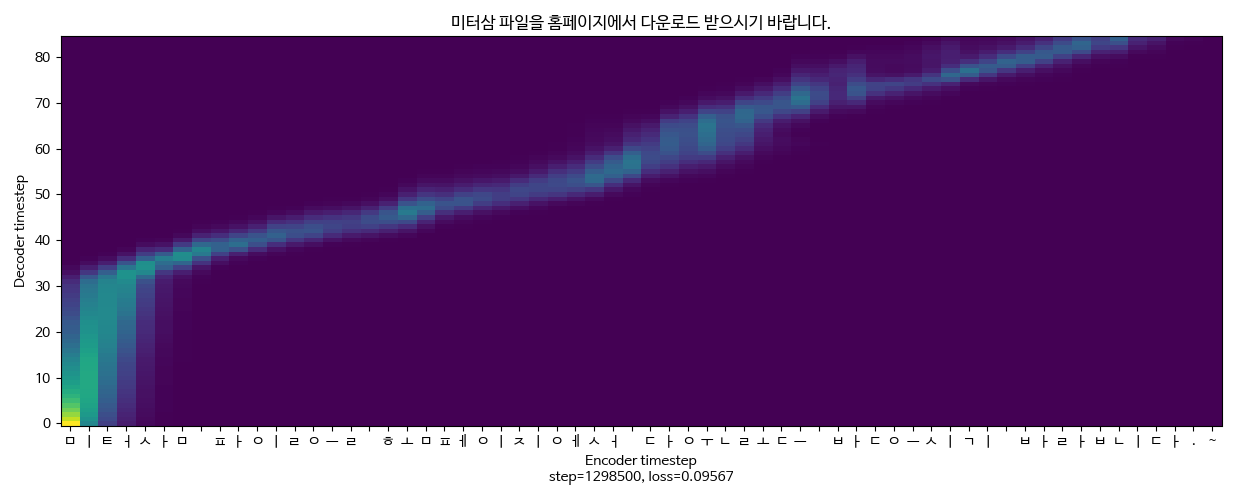 미터삼 파일을 홈페이지에서 다운로드 받으시기 바랍니다.
80
70
60
50
40
30
20
10
0
Decoder timestep
ㅁ ㅣ ㅌ ㅓ ㅅ ㅏ ㅁ ㅍ ㅏ ㅇ ㅣ ㄹ ㅇ ㅡ ㄹ ㅎ ㅗ ㅁ ㅍ ㅔ ㅇ ㅣ ㅈ ㅣ ㅇ ㅔ ㅅ ㅓ ㄷ ㅏ ㅇ ㅜ ㄴ ㄹ ㅗ ㄷ ㅡ ㅂ ㅏ ㄷ ㅇ ㅡ ㅅ ㅣ ㄱ ㅣ ㅂ ㅏ ㄹ ㅏ ㅂ ㄴ ㅣ ㄷ ㅏ . ~
Encoder timestep
step=1298500, loss=0.09567